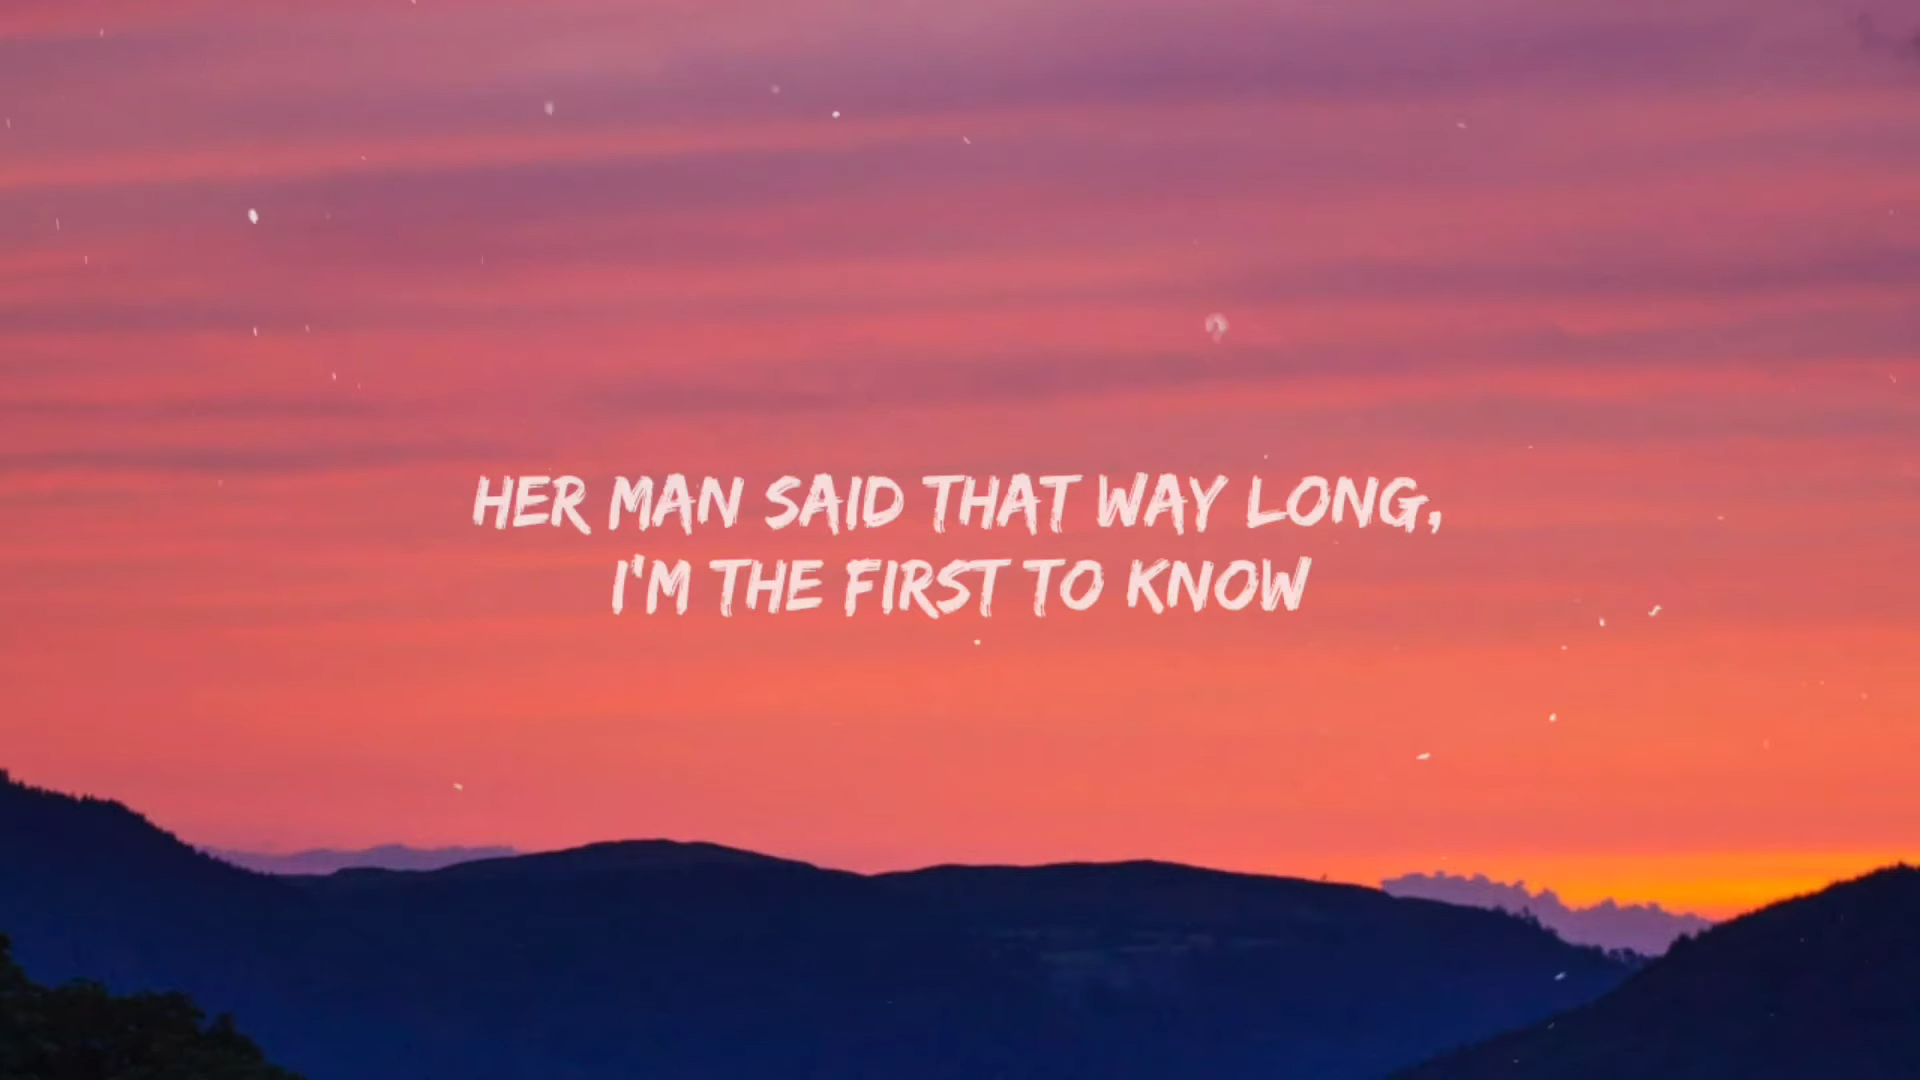 HER MAN SAID THAT WAY LONG,
I'M THE FIRST TO KNOW